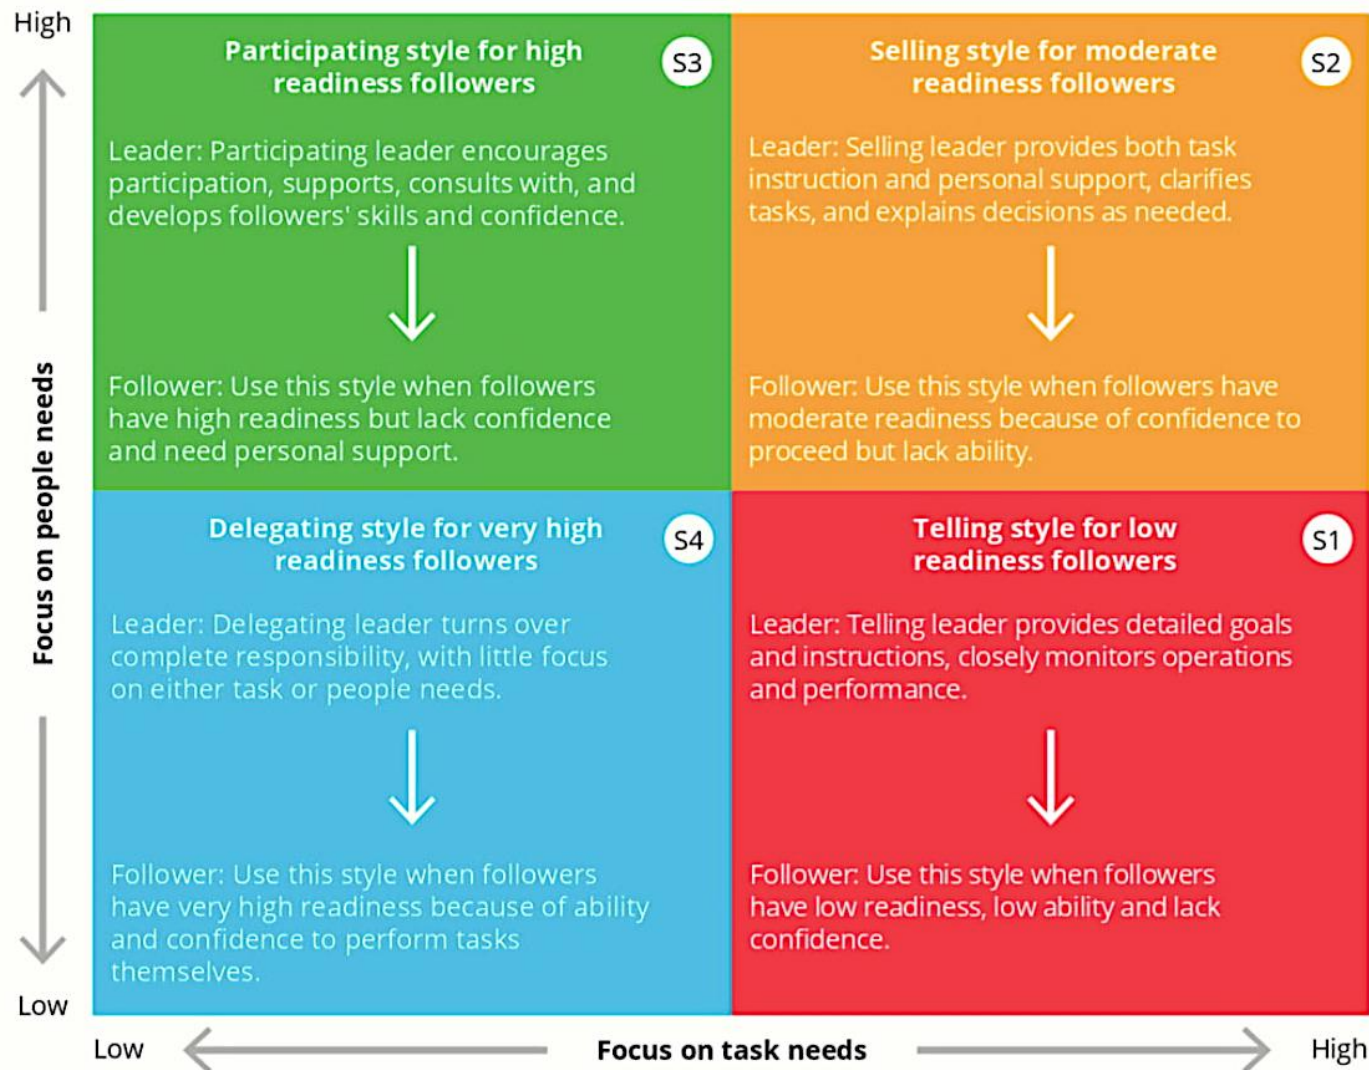 High
Participating style for high
readiness followers
S3
Leader: Participating leader encourages
participation, supports, consults with, and
develops followers' skills and confidence.
Follower: Use this style when followers
have high readiness but lack confidence
and need personal support.
Selling style for moderate
readiness followers
S2
Leader: Selling leader provides both task
instruction and personal support, clarifies
tasks, and explains decisions as needed.
Follower: Use this style when followers have
moderate readiness because of confidence to
proceed but lack ability.
Focus on people needs
Delegating style for very high
readiness followers
S4
Leader: Delegating leader turns over
complete responsibility, with little focus
on either task or people needs.
Follower: Use this style when followers
have very high readiness because of ability
and confidence to perform tasks
themselves.
Telling style for low
readiness followers
S1
Leader: Telling leader provides detailed goals
and instructions, closely monitors operations
and performance.
Follower: Use this style when followers
have low readiness, low ability and lack
confidence.
Low
Low
Focus on task needs
High